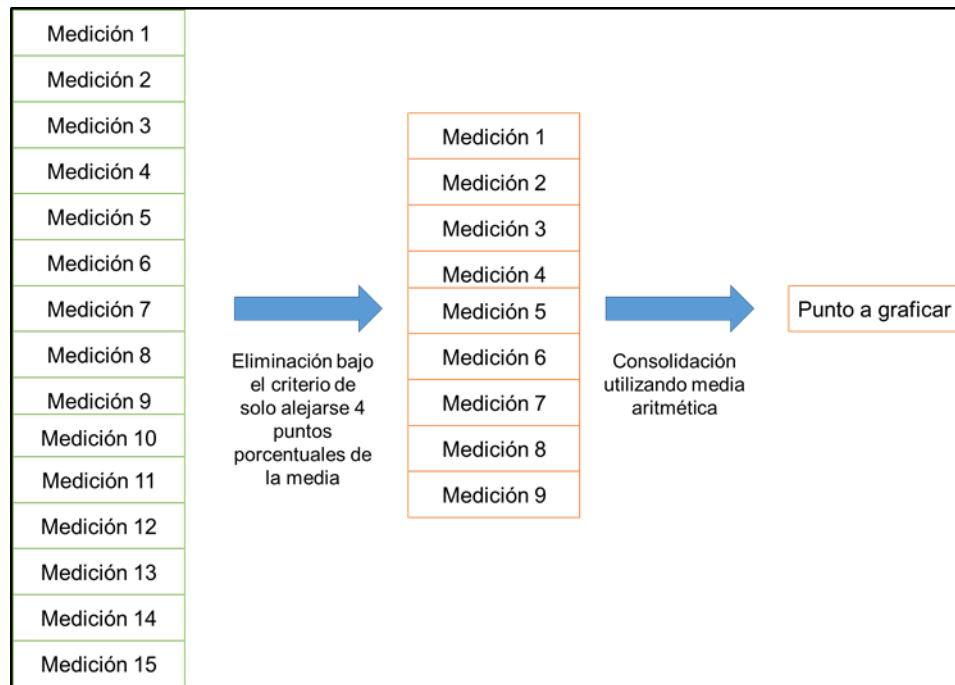 Medición 1
Medición 2
Medición 3
Medición 4
Medición 5
Medición 6
Medición 7
Medición 8
Medición 9
Medición 10
Medición 11
Medición 12
Medición 13
Medición 14
Medición 15
Eliminación bajo
el criterio de
solo alejarse 4
puntos
porcentuales de
la media
Medición 1
Medición 2
Medición 3
Medición 4
Medición 5
Medición 6
Medición 7
Medición 8
Medición 9
Consolidación
utilizando media
aritmética
Punto a graficar